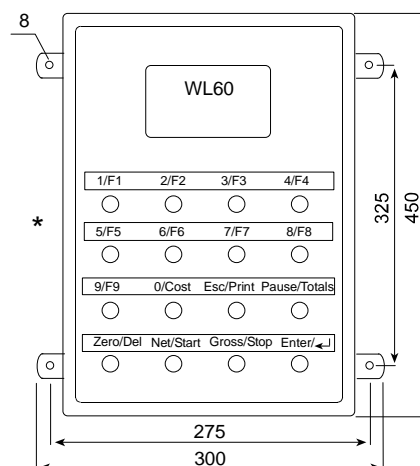 8
WL60
1/F1 2/F2 3/F3 4/F4
5/F5 6/F6 7/F7 8/F8
*
9/F9 0/Cost Esc/Print Pause/Totals
Zero/Del Net/Start Gross/Stop Enter/↵
325
450
275
300